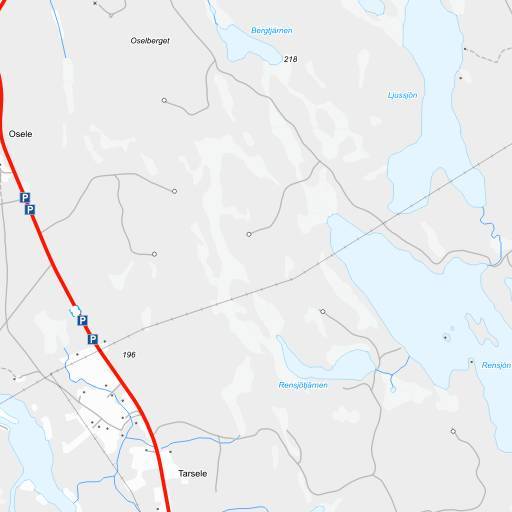 Bergtjärnen
Oselberget
218
Ljussjön
Osele
P
P
P
P
196
Rensjön
Rensjötjärnen
Tarsele